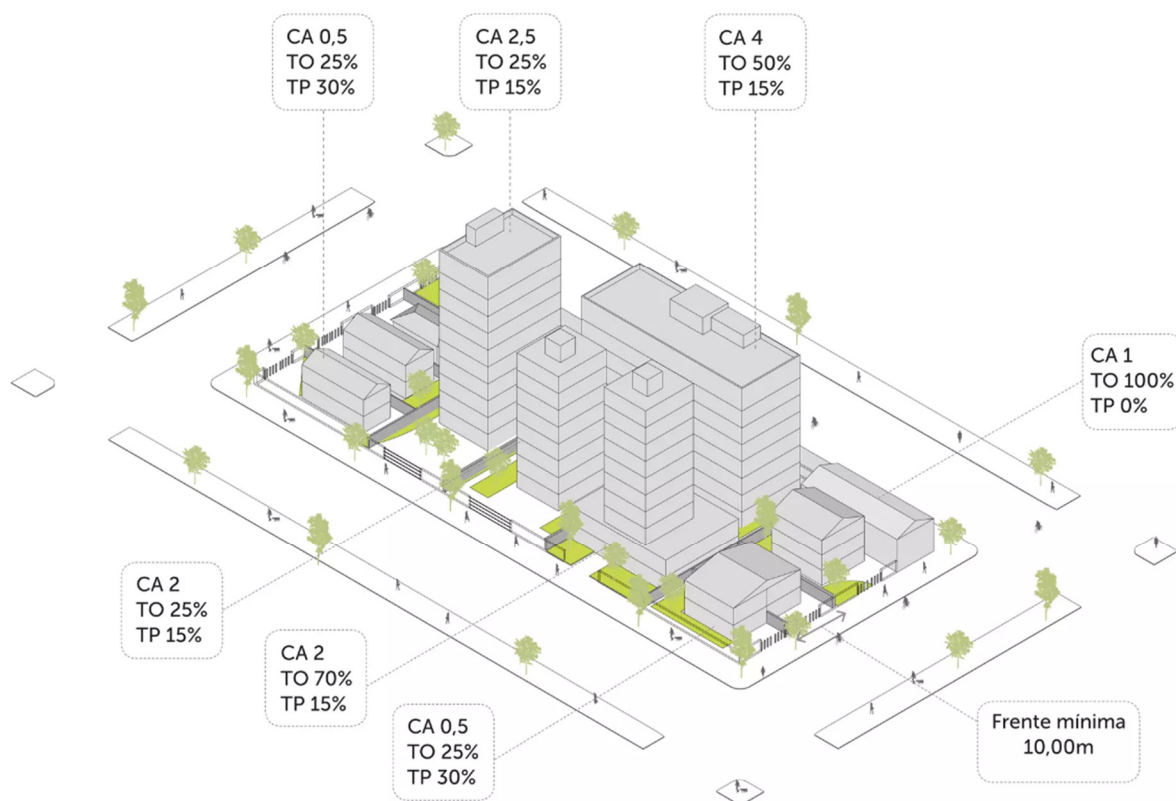 CA 0,5
TO 25%
TP 30%
CA 2,5
TO 25%
TP 15%
CA 4
TO 50%
TP 15%
CA 1
TO 100%
TP 0%
CA 2
TO 25%
TP 15%
CA 2
TO 70%
TP 15%
CA 0,5
TO 25%
TP 30%
Frente mínima
10,00m